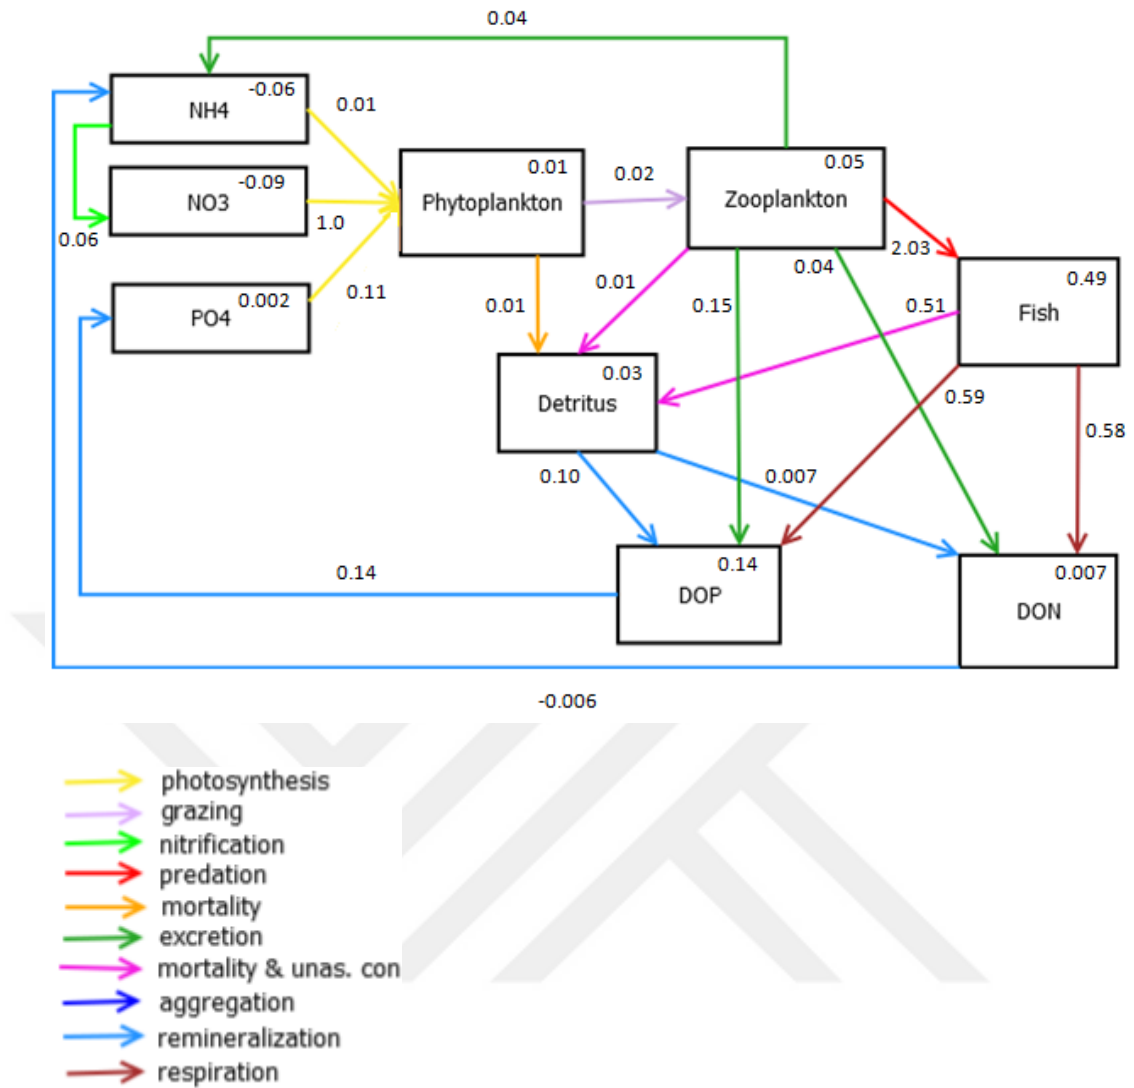 0.04
-0.06
NH4
0.01
-0.09
NO3
1.0
0.06
0.002
PO4
0.11
0.01
Phytoplankton
0.02
0.05
Zooplankton
2.03
0.49
Fish
0.01
0.01
0.15
0.04
0.51
0.03
Detritus
0.59
0.58
0.10
0.007
0.14
DOP
0.007
DON
0.14
-0.006
photosynthesis
grazing
nitrification
predation
mortality
excretion
mortality & unas. con
aggregation
remineralization
respiration